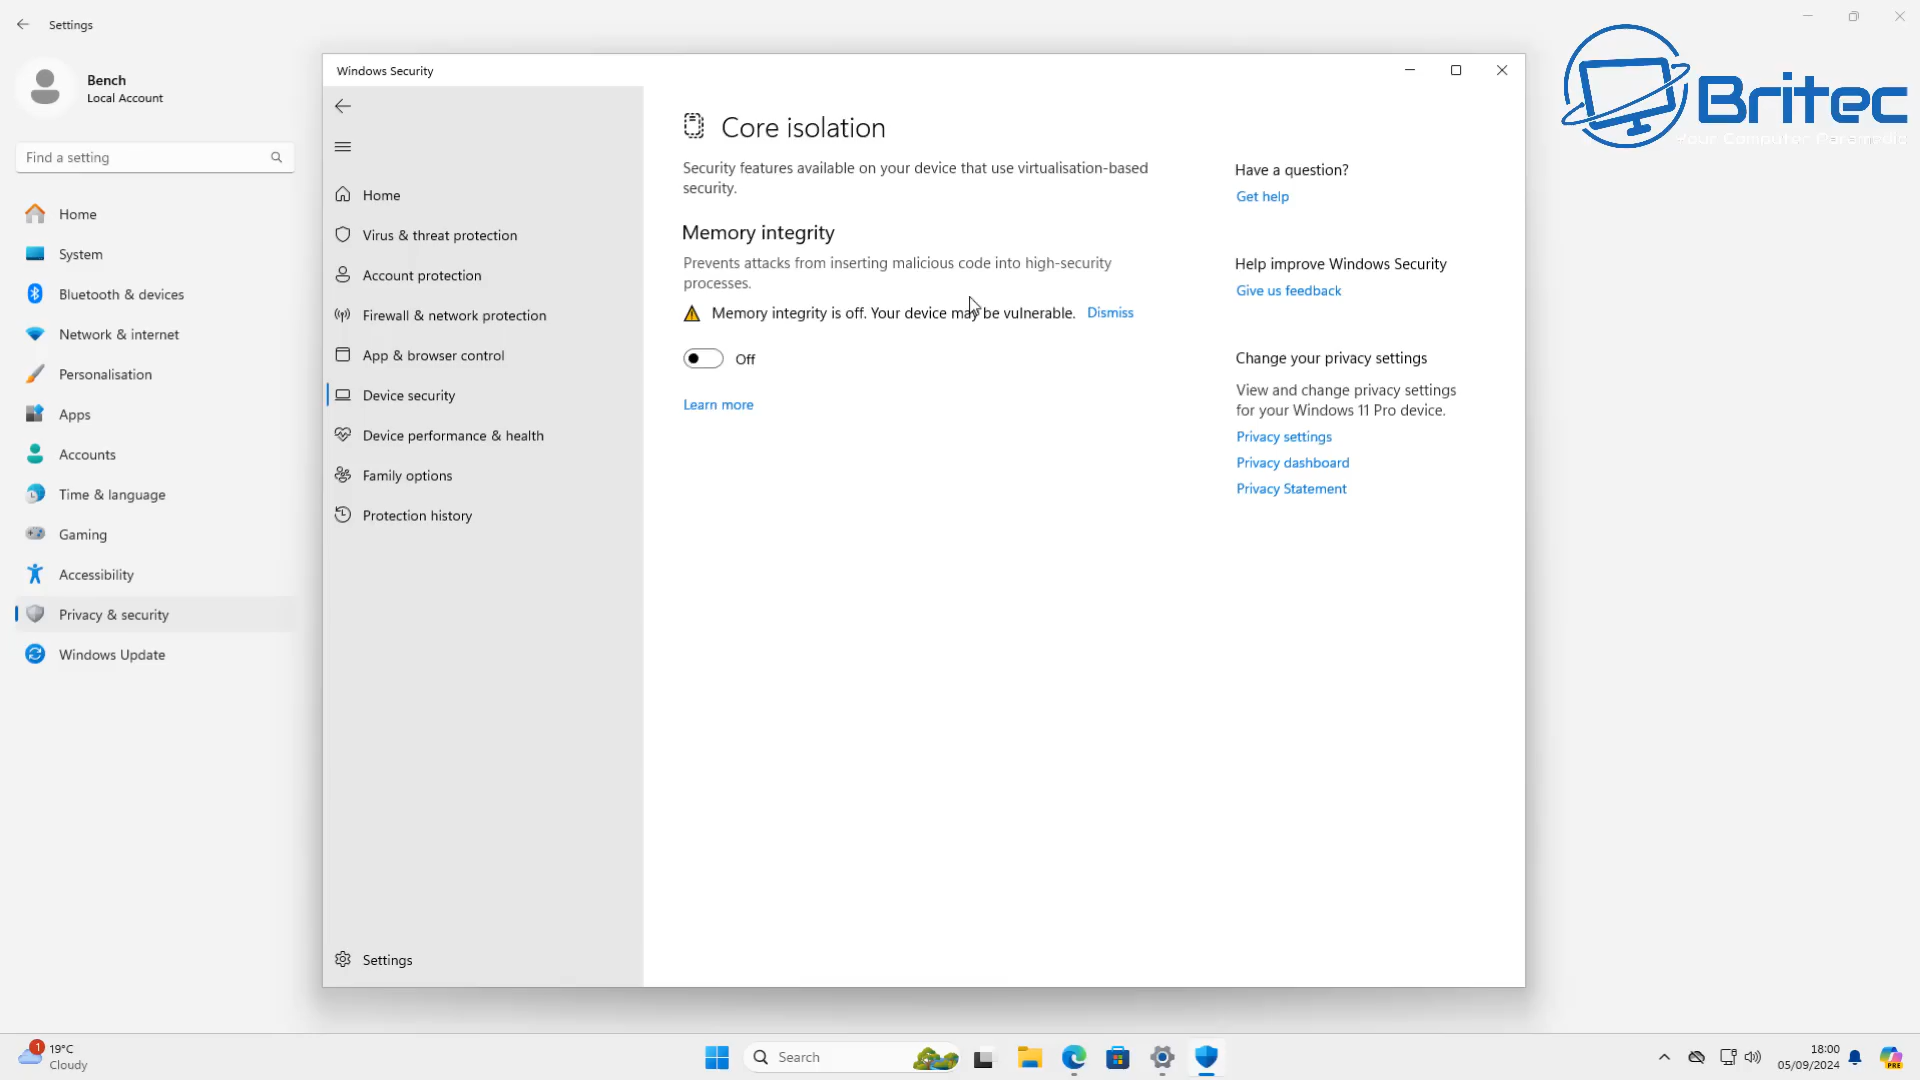 Settings
Bench
Local Account
Find a setting
Home
System
Bluetooth & devices
Network & internet
Personalisation
Apps
Accounts
Time & language
Gaming
Accessibility
Privacy & security
Windows Update
Windows Security
Home
Virus & threat protection
Account protection
Firewall & network protection
App & browser control
Device security
Device performance & health
Family options
Protection history
Settings
Core isolation
Security features available on your device that use virtualisation-based
security.
Memory integrity
Prevents attacks from inserting malicious code into high-security
processes.
Memory integrity is off. Your device may be vulnerable. Dismiss
Off
Learn more
Have a question?
Get help
Help improve Windows Security
Give us feedback
Change your privacy settings
View and change privacy settings
for your Windows 11 Pro device.
Privacy settings
Privacy dashboard
Privacy Statement
Britec
Your Computer Paramedic
1
19°C
Cloudy
Search
18:00
05/09/2024
PRE